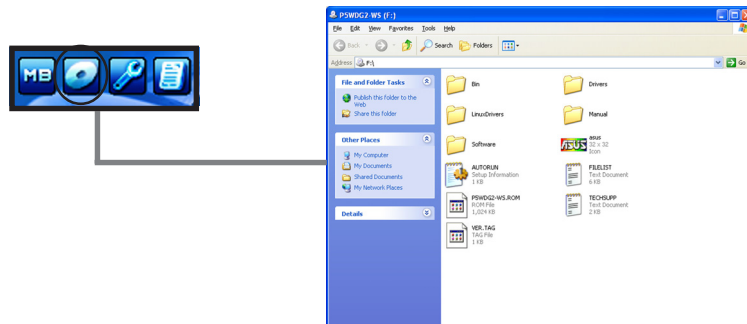 P5WDG2-WS (F:)
File Edit View Favorites Tools Help
Back Search Folders
Address F:\ Go
MB
File and Folder Tasks
Publish this folder to the
Web
Share this folder
Other Places
My Computer
My Documents
Shared Documents
My Network Places
Details
Bin
Drivers
LinuxDrivers
Manual
Software
ASUS
asus
32 x 32
Icon
AUTORUN
Setup Information
1 KB
FILELIST
Text Document
6 KB
P5WDG2-WS.ROM
ROM File
1,024 KB
TECHSUPP
Text Document
2 KB
VER.TAG
TAG File
1 KB